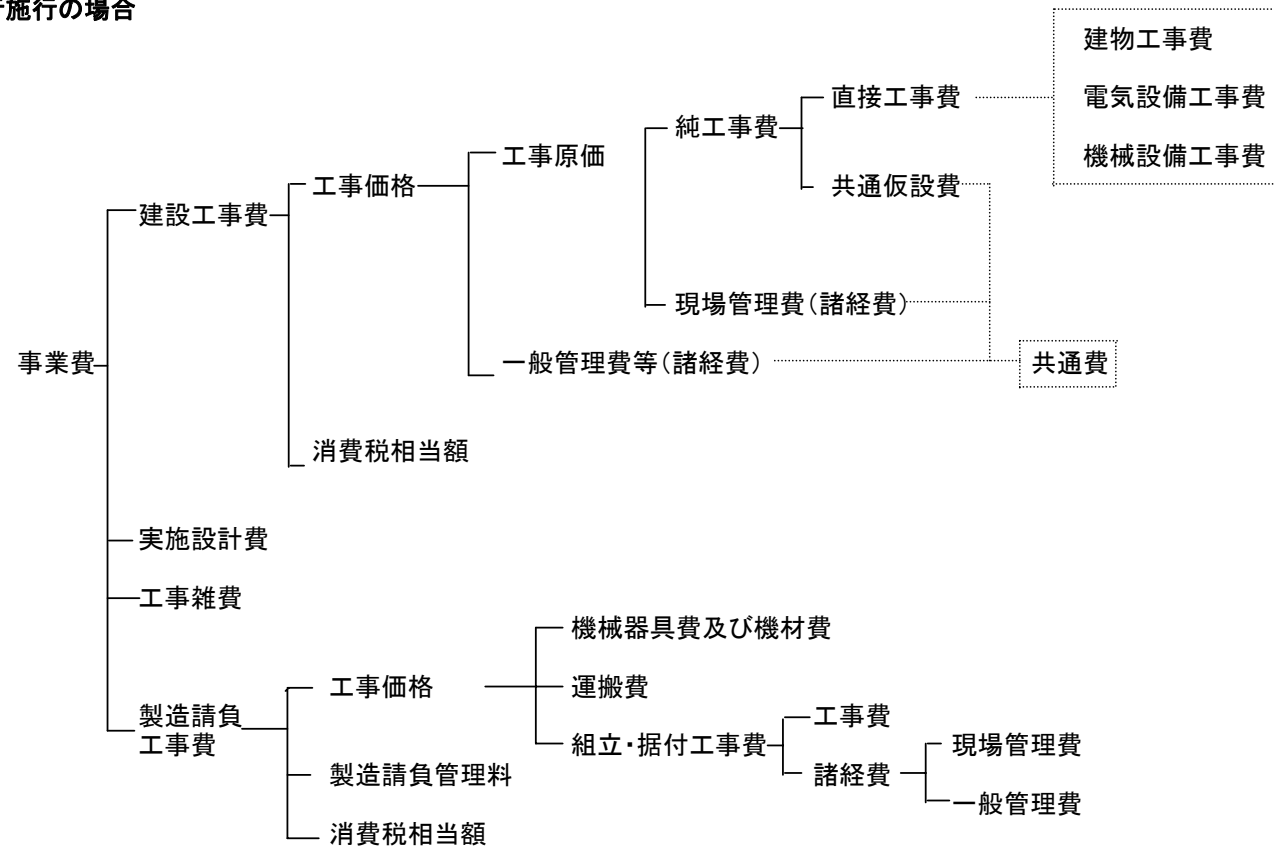 施行の場合
建物工事費
直接工事費
電気設備工事費
純工事費
工事原価
機械設備工事費
工事価格
共通仮設費
建設工事費
現場管理費(諸経費)
事業費
一般管理費等(諸経費)
共通費
消費税相当額
実施設計費
工事雑費
機械器具費及び機材費
工事価格
運搬費
製造請負
工事費
工事費
組立・据付工事費
現場管理費
製造請負管理料
諸経費
一般管理費
消費税相当額